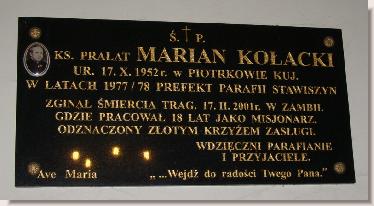 Ś.†P.
KS. PRAŁAT MARIAN KOŁACKI
UR. 17.X.1952r. w PIOTRKOWIE KUJ.
W LATACH 1977/78 PREFEKT PARAFII STAWISZYN
ZGINĄŁ ŚMIERCIĄ TRAG. 17.II.2001r. W ZAMBII.
GDZIE PRACOWAŁ 18 LAT JAKO MISJONARZ.
ODZNACZONY ZŁOTYM KRZYŻEM ZASŁUGI.
WDZIĘCZNI PARAFIANIE
I PRZYJACIELE.
Ave Maria „...Wejdź do radości Twego Pana."